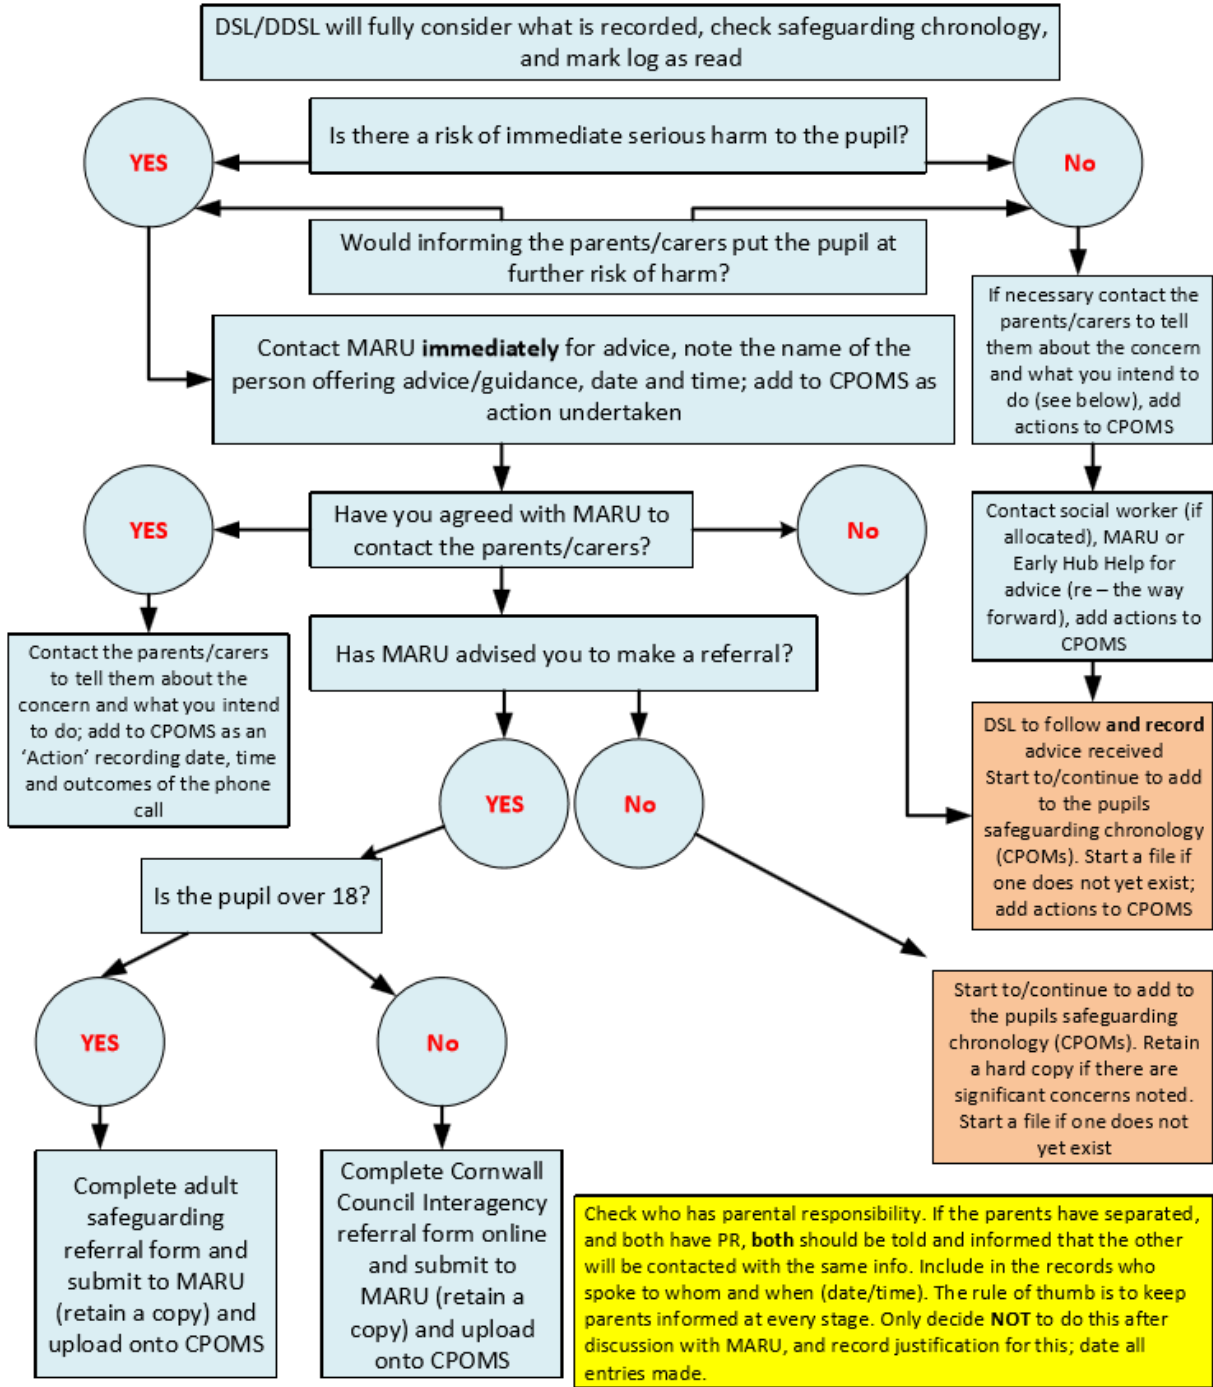 DSL/DDSL will fully consider what is recorded, check safeguarding chronology,
and mark log as read
Is there a risk of immediate serious harm to the pupil?
YES
No
Would informing the parents/carers put the pupil at
further risk of harm?
If necessary contact the
parents/carers to tell
them about the concern
and what you intend to
do (see below), add
actions to CPOMS
Contact MARU immediately for advice, note the name of the
person offering advice/guidance, date and time; add to CPOMS as
action undertaken
YES
Have you agreed with MARU to
contact the parents/carers?
No
Contact social worker (if
allocated), MARU or
Early Hub Help for
advice (re – the way
forward), add actions to
CPOMS
Contact the parents/carers
to tell them about the
concern and what you intend
to do; add to CPOMS as an
‘Action’ recording date, time
and outcomes of the phone
call
Has MARU advised you to make a referral?
DSL to follow and record
advice received
Start to/continue to add
to the pupils
safeguarding chronology
(CPOMs). Start a file if
one does not yet exist;
add actions to CPOMS
YES
No
Is the pupil over 18?
Start to/continue to add to
the pupils safeguarding
chronology (CPOMs). Retain
a hard copy if there are
significant concerns noted.
Start a file if one does not
yet exist
YES
No
Complete adult
safeguarding
referral form and
submit to MARU
(retain a copy) and
upload onto CPOMS
Complete Cornwall
Council Interagency
referral form online
and submit to
MARU (retain a
copy) and upload
onto CPOMS
Check who has parental responsibility. If the parents have separated,
and both have PR, both should be told and informed that the other
will be contacted with the same info. Include in the records who
spoke to whom and when (date/time). The rule of thumb is to keep
parents informed at every stage. Only decide NOT to do this after
discussion with MARU, and record justification for this; date all
entries made.